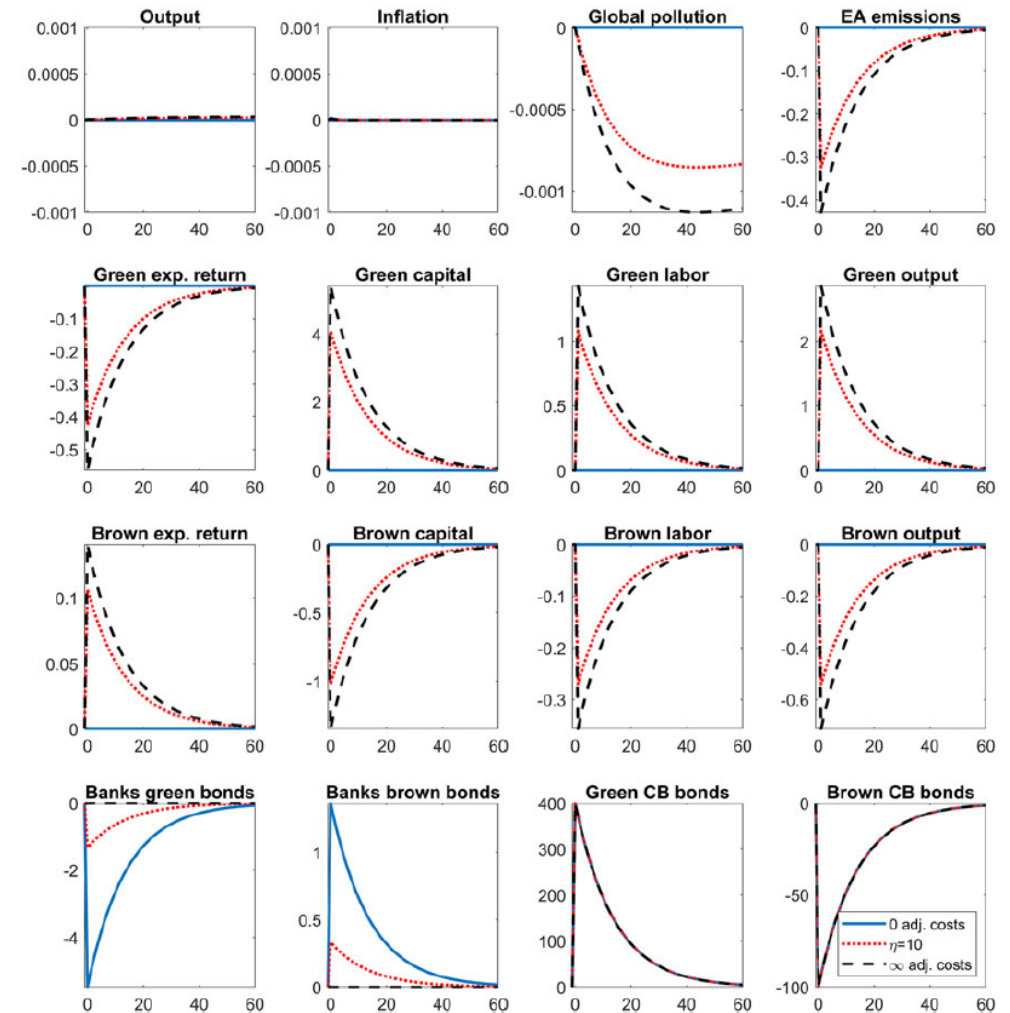 Output Inflation Global pollution EA emissions
0.001 0.001 0 0
0.0005 0.0005 -0.1
0 0 -0.0005 -0.2
-0.0005 -0.0005 -0.3
-0.001 -0.001 -0.001 -0.4
0 20 40 60 0 20 40 60 0 20 40 60 0 20 40 60
Green exp. return Green capital Green labor Green output
-0.1 4 1 2
-0.2
-0.3 2 0.5 1
-0.4
-0.5 0 0 0
0 20 40 60 0 20 40 60 0 20 40 60 0 20 40 60
Brown exp. return Brown capital Brown labor Brown output
0 0 0
0.1 -0.5 -0.1 -0.2
0.05 -0.2 -0.4
0 -1 -0.3 -0.6
0 20 40 60 0 20 40 60 0 20 40 60 0 20 40 60
Banks green bonds Banks brown bonds Green CB bonds Brown CB bonds
0 400 0
1 300
-2 0.5 200 -50
-4 100
0 0 -100
0 adj. costs
η=10
∞ adj. costs
0 20 40 60 0 20 40 60 0 20 40 60 0 20 40 60